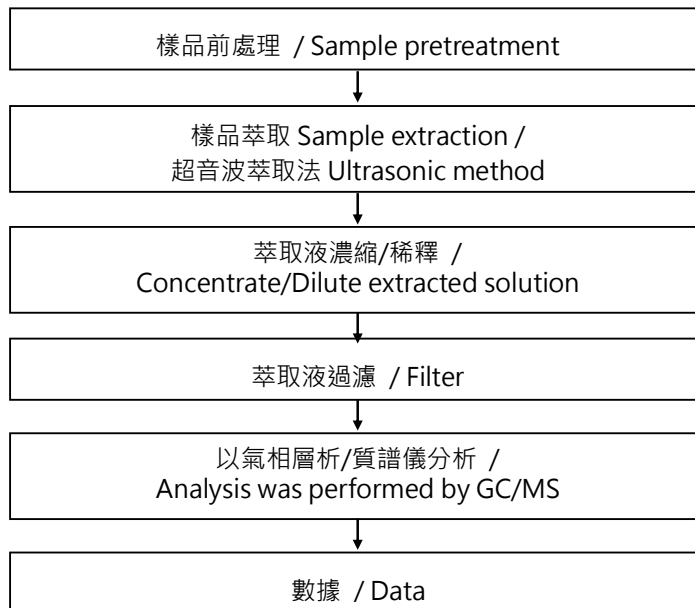 樣品前處理 / Sample pretreatment
樣品萃取 Sample extraction /
超音波萃取法 Ultrasonic method
萃取液濃縮/稀釋 /
Concentrate/Dilute extracted solution
萃取液過濾 / Filter
以氣相層析/質譜儀分析 /
Analysis was performed by GC/MS
數據 / Data